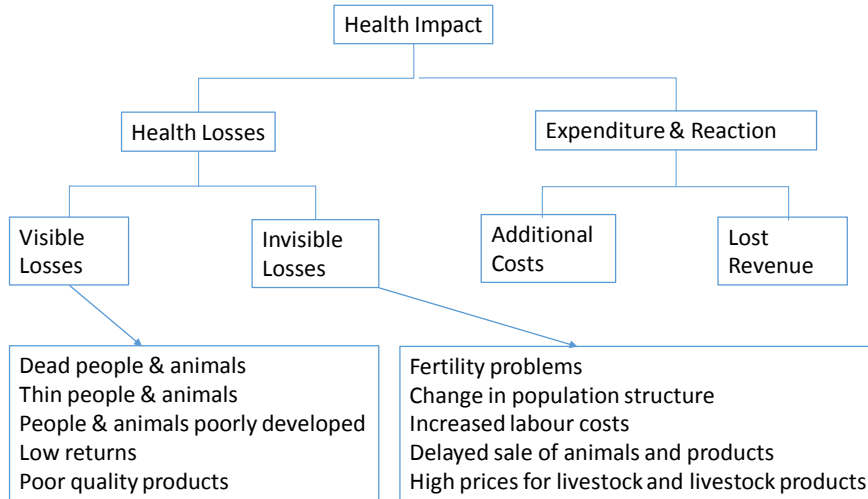 Health Impact
Health Losses
Expenditure & Reaction
Visible
Losses
Invisible
Losses
Additional
Costs
Lost
Revenue
Dead people & animals
Thin people & animals
People & animals poorly developed
Low returns
Poor quality products
Fertility problems
Change in population structure
Increased labour costs
Delayed sale of animals and products
High prices for livestock and livestock products